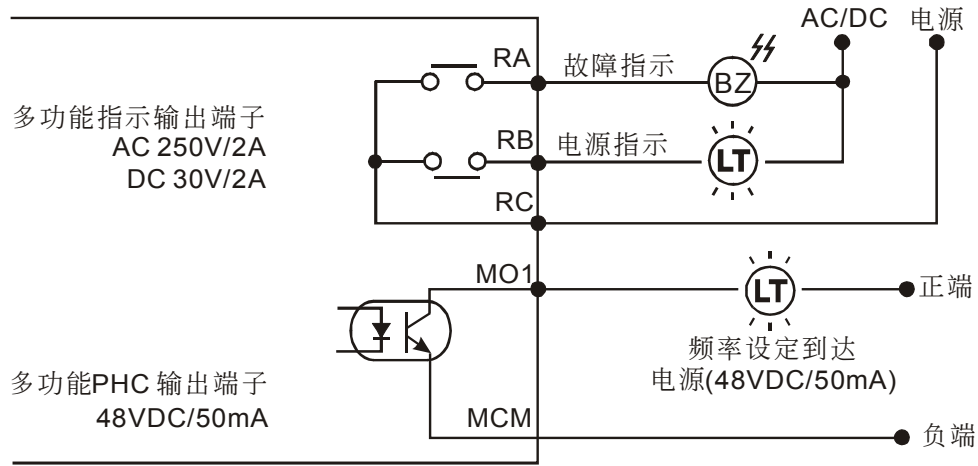 AC/DC 电源
RA 故障指示 BZ
多功能指示输出端子
AC 250V/2A
DC 30V/2A
RB 电源指示 LT
RC
MO1 LT 正端
频率设定到达
电源(48VDC/50mA)
多功能PHC 输出端子
48VDC/50mA
MCM 负端